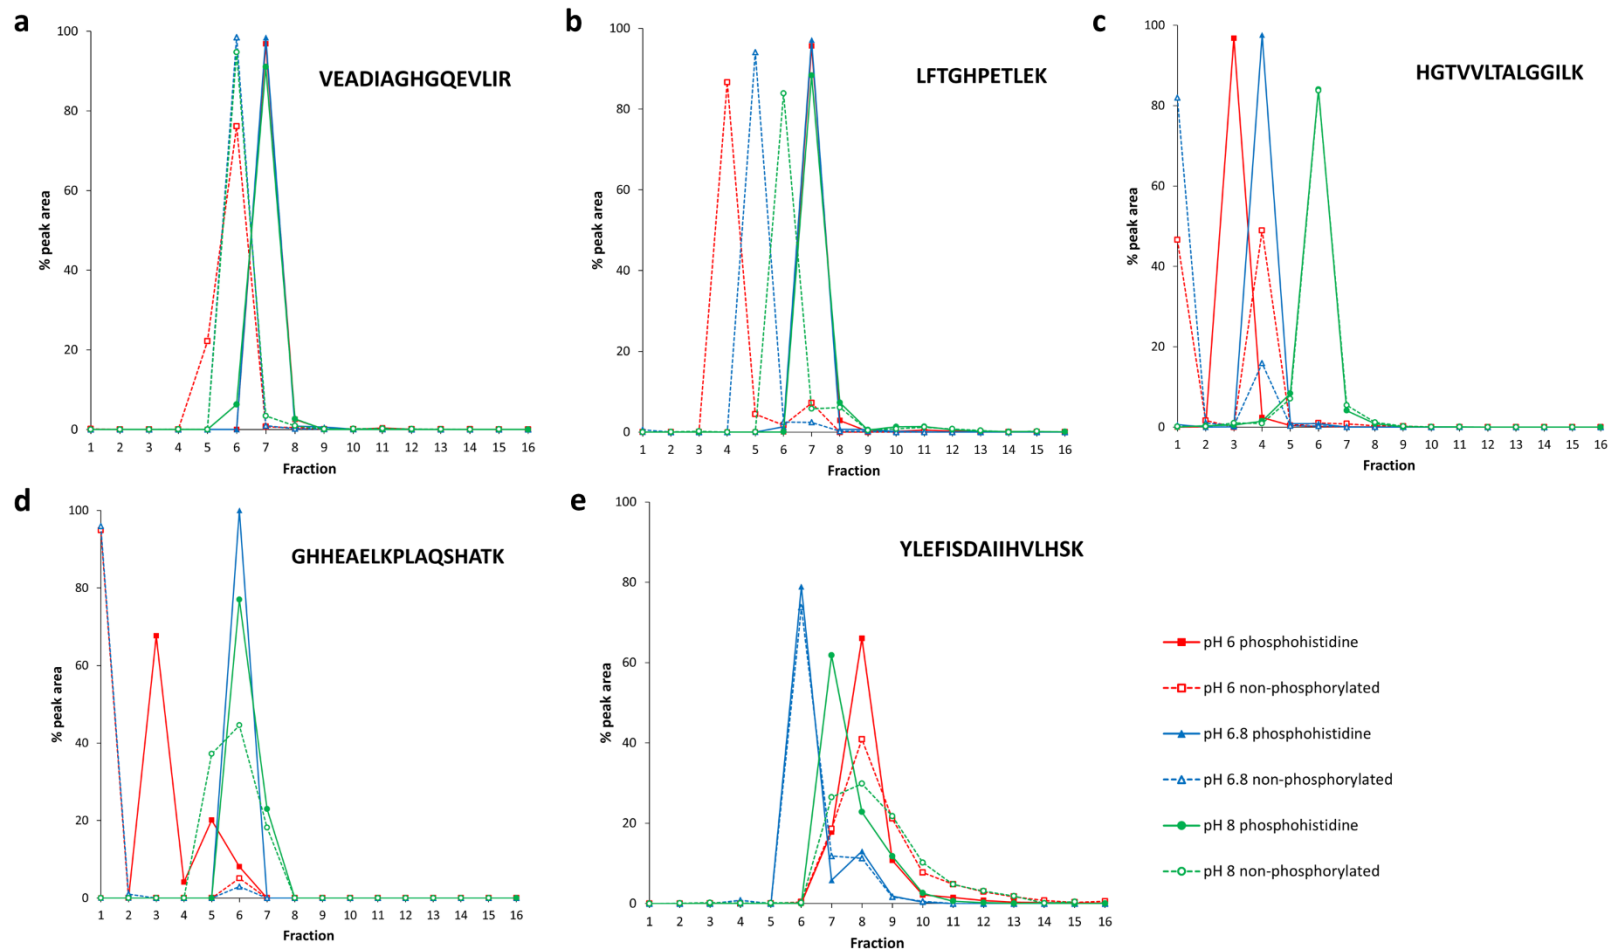 a
VEADIAGHGQEVLIR
% peak area
100
80
60
40
20
0
1 2 3 4 5 6 7 8 9 10 11 12 13 14 15 16
Fraction
b
LFTGHPETLEK
% peak area
100
80
60
40
20
0
1 2 3 4 5 6 7 8 9 10 11 12 13 14 15 16
Fraction
c
HGTVVLTALGGILK
% peak area
100
80
60
40
20
0
1 2 3 4 5 6 7 8 9 10 11 12 13 14 15 16
Fraction
d
GHHEAELKPLAQSHATK
% peak area
100
80
60
40
20
0
1 2 3 4 5 6 7 8 9 10 11 12 13 14 15 16
Fraction
e
YLEFISDAIIHVLHSK
% peak area
100
80
60
40
20
0
1 2 3 4 5 6 7 8 9 10 11 12 13 14 15 16
Fraction
pH 6 phosphohistidine
pH 6 non-phosphorylated
pH 6.8 phosphohistidine
pH 6.8 non-phosphorylated
pH 8 phosphohistidine
pH 8 non-phosphorylated